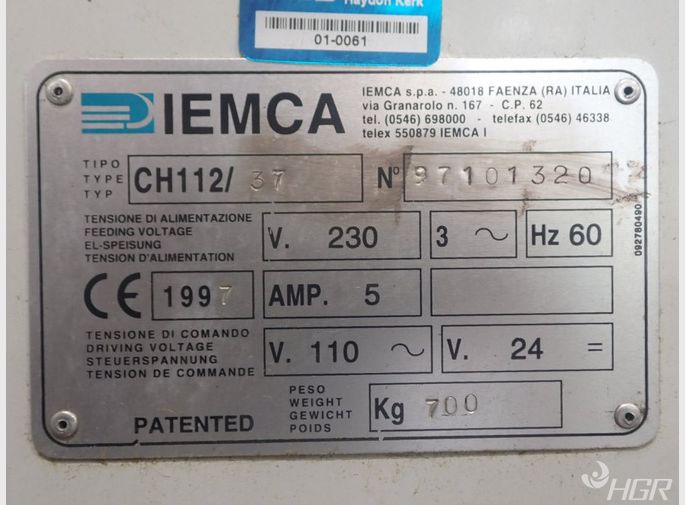 Haydon Kerk
01-0061
IEMCA
IEMCA s.p.a. - 48018 FAENZA (RA) ITALIA
via Granarolo n. 167 - C.P. 62
tel. (0546) 698000 - telefax (0546) 46338
telex 550879 IEMCA I
TIPO
TYPE
TYP
CH112/ 37
N° 97101320
TENSIONE DI ALIMENTAZIONE
FEEDING VOLTAGE
EL-SPEISUNG
TENSION D'ALIMENTATION
V. 230
3 ~
Hz 60
092780490
CE
1997
AMP. 5
TENSIONE DI COMANDO
DRIVING VOLTAGE
STEUERSPANNUNG
TENSION DE COMMANDE
V. 110 ~
V. 24 =
PATENTED
PESO
WEIGHT
GEWICHT
POIDS
Kg 700
HGR